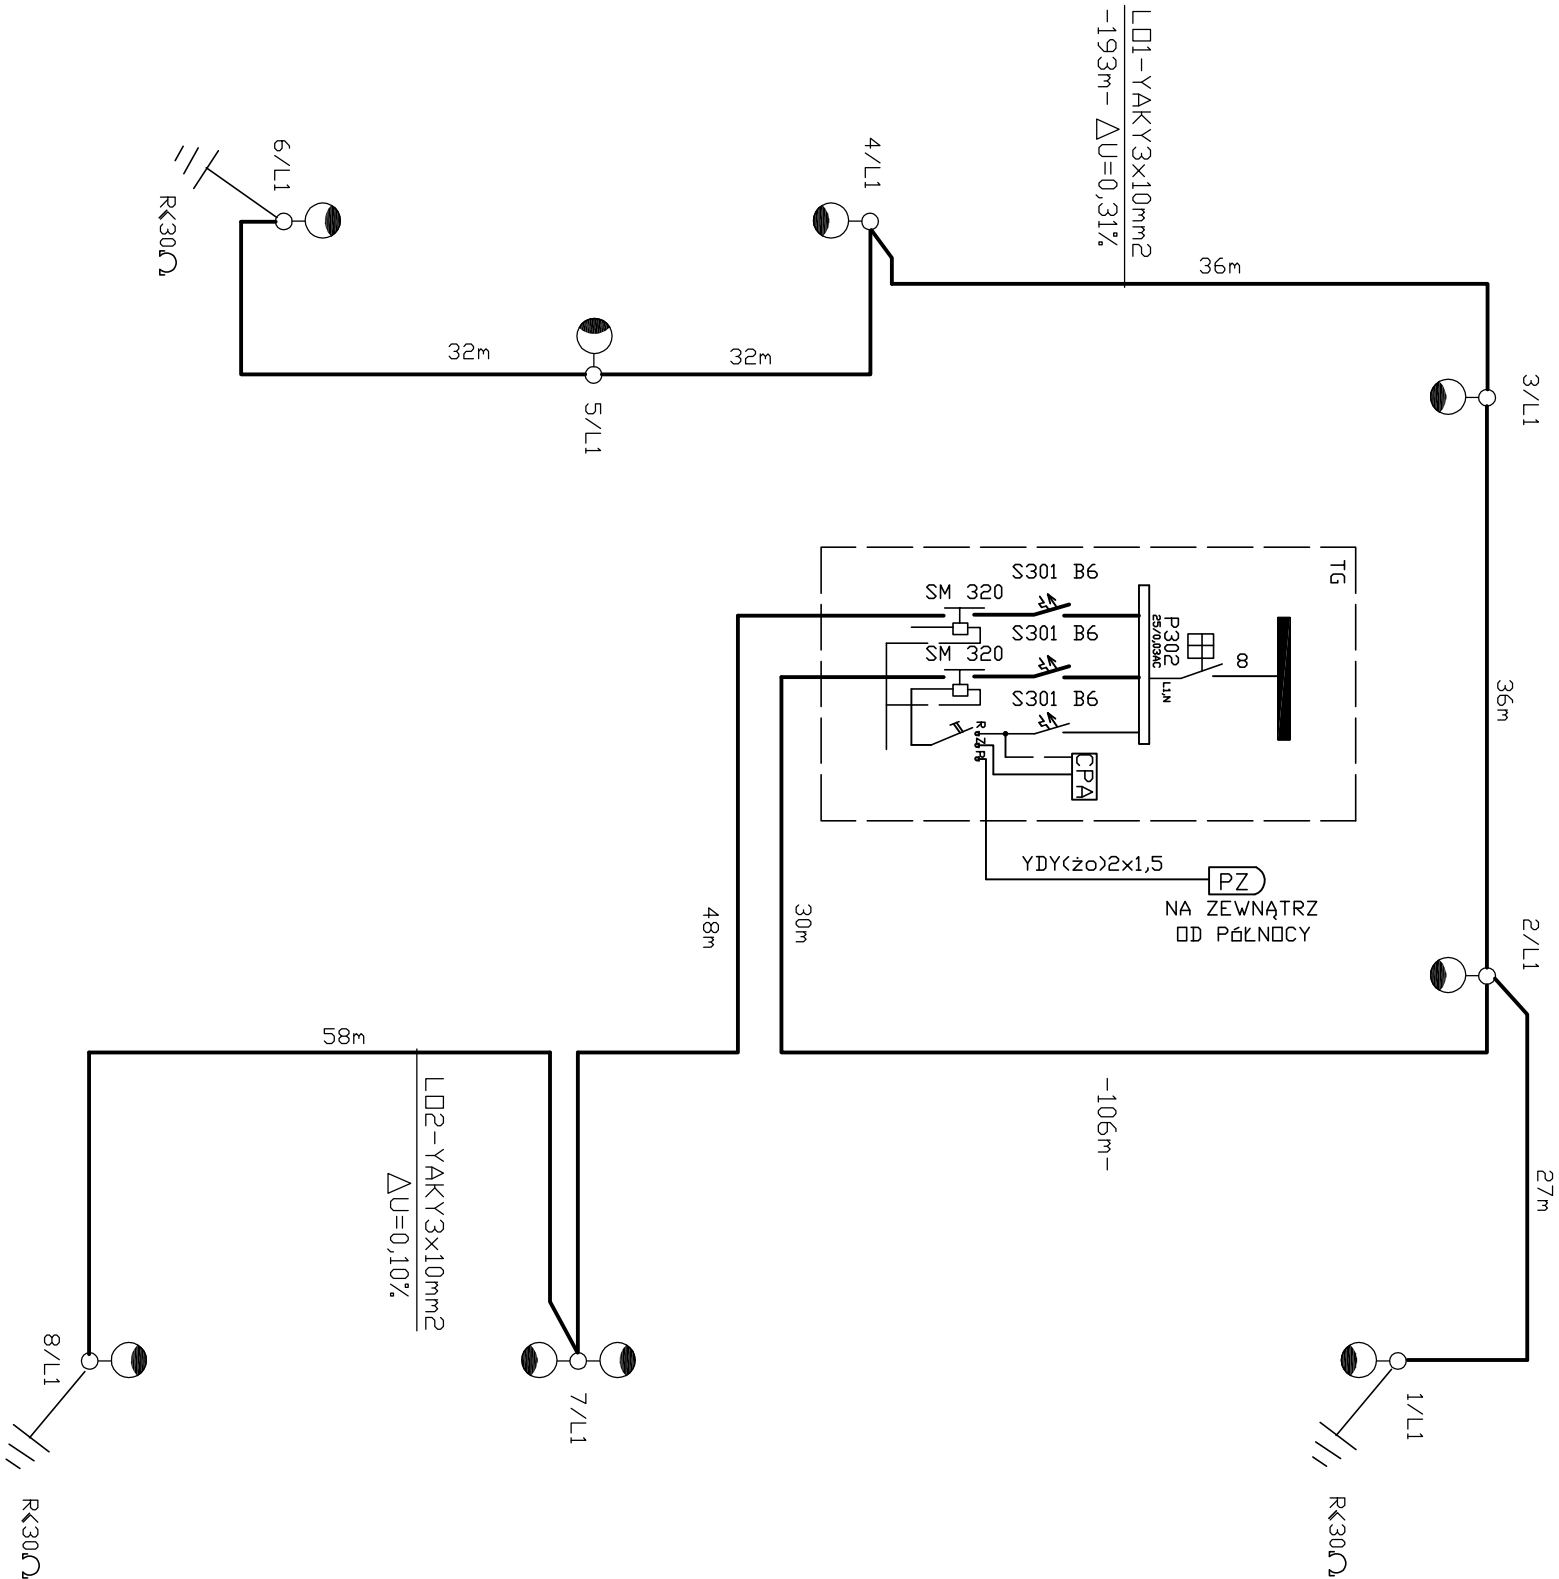 LO1-YAKY3x10mm2
-193m- △U=0,31%
6/L1
R<30Ω
4/L1
36m
32m
32m
5/L1
3/L1
TG
S301 B6
SM 320
S301 B6
SM 320
S301 B6
P302
25/0,03AC
L1,N
8
R
Z
P
CPA
36m
YDY(żo)2x1,5
PZ
NA ZEWNĄTRZ
OD PóŁNOCY
48m
30m
2/L1
58m
LO2-YAKY3x10mm2
△U=0,10%
-106m-
27m
8/L1
R<30Ω
7/L1
1/L1
R<30Ω